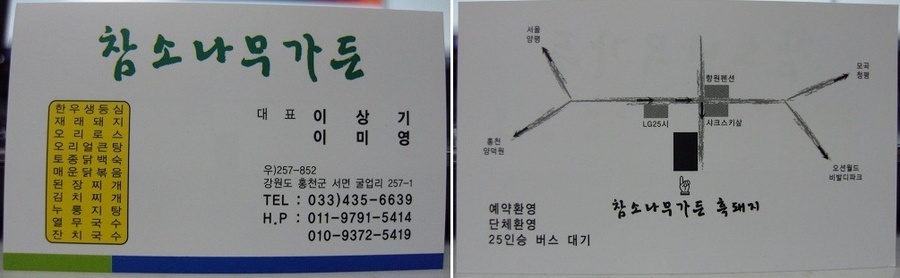 참소나무가든
한우생등심
재래돼지
오리로스
오리얼큰탕
토종닭백숙
매운닭볶음
된장찌개
김치찌개
누룽지탕
열무국수
잔치국수
대 표 이 상 기
이 미 영
우)257-852
강원도 홍천군 서면 굴업리 257-1
TEL : 033)435-6639
H.P : 011-9791-5414
010-9372-5419
서울
양평
홍천
양덕원
향원펜션
LG25시
샤크스키샾
모곡
청평
오션월드
비발디파크
참소나무가든 흑돼지
예약환영
단체환영
25인승 버스 대기